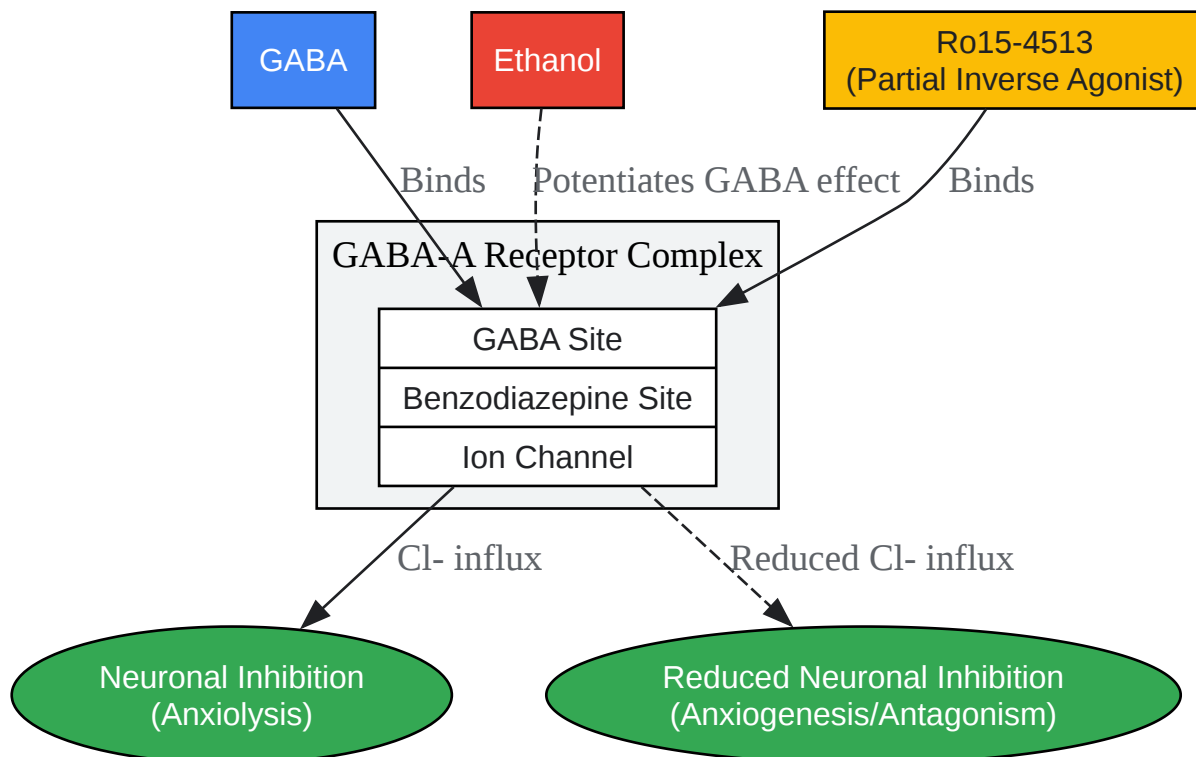 GABA
Ethanol
Ro15-4513
(Partial Inverse Agonist)
Binds
Potentiates GABA effect
Binds
GABA-A Receptor Complex
GABA Site
Benzodiazepine Site
Ion Channel
Cl- influx
Reduced Cl- influx
Neuronal Inhibition
(Anxiolysis)
Reduced Neuronal Inhibition
(Anxiogenesis/Antagonism)